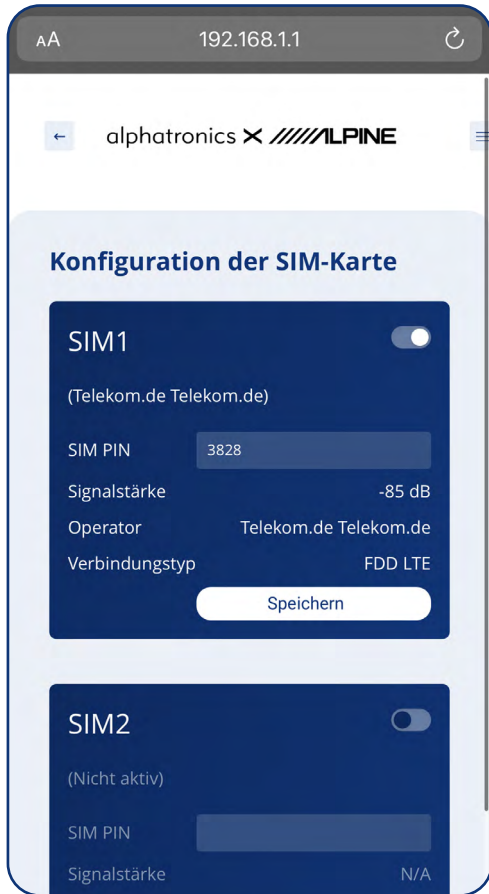 AA 192.168.1.1
alphatronics X ALPINE
Konfiguration der SIM-Karte
SIM1
(Telekom.de Telekom.de)
SIM PIN 3828
Signalstärke -85 dB
Operator Telekom.de Telekom.de
Verbindungstyp FDD LTE
Speichern
SIM2
(Nicht aktiv)
SIM PIN
Signalstärke N/A